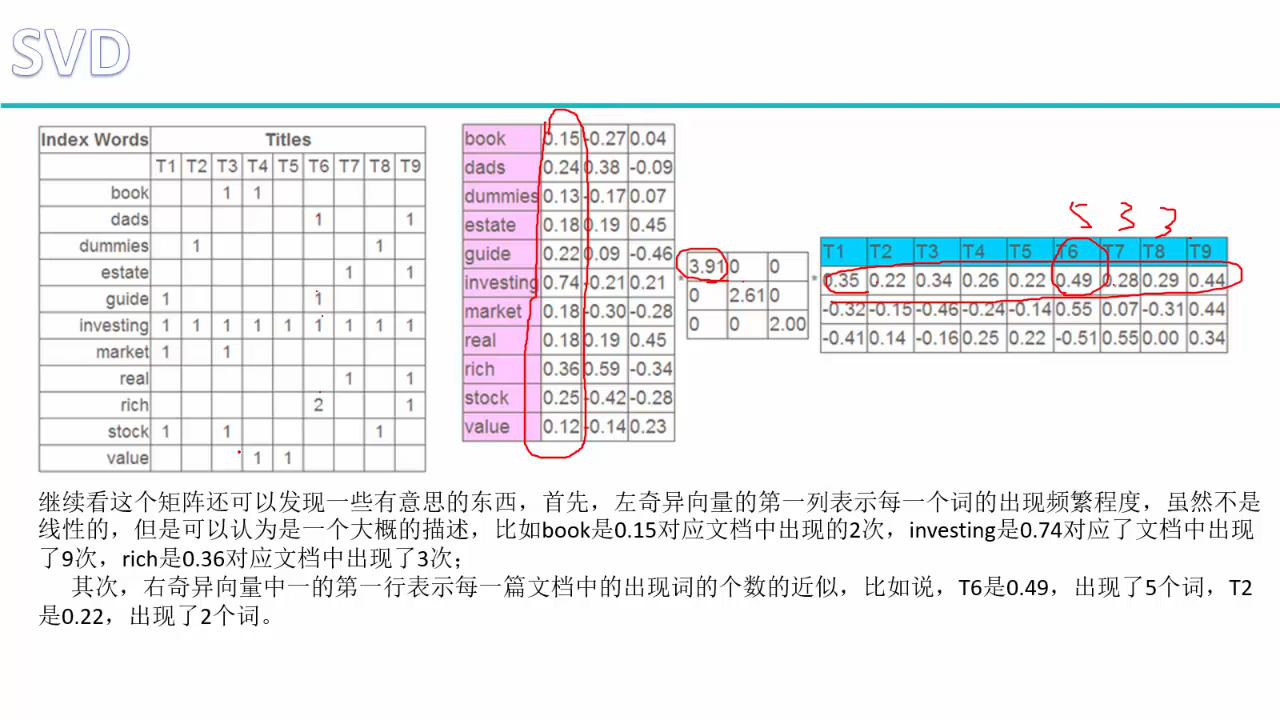 SVD
Index Words Titles
T1 T2 T3 T4 T5 T6 T7 T8 T9
book 1 1
dads 1 1
dummies 1 1
estate 1 1
guide 1 1
investing 1 1 1 1 1 1 1 1 1
market 1 1
real 1 1
rich 2 1
stock 1 1 1
value 1 1
book 0.15 -0.27 0.04
dads 0.24 0.38 -0.09
dummies 0.13 -0.17 0.07
estate 0.18 0.19 0.45
guide 0.22 0.09 -0.46
investing 0.74 -0.21 0.21
market 0.18 -0.30 -0.28
real 0.18 0.19 0.45
rich 0.36 0.59 -0.34
stock 0.25 -0.42 -0.28
value 0.12 -0.14 0.23
*
3.91 0 0
0 2.61 0
0 0 2.00
*
5 3 3
T1 T2 T3 T4 T5 T6 T7 T8 T9
0.35 0.22 0.34 0.26 0.22 0.49 0.28 0.29 0.44
-0.32 -0.15 -0.46 -0.24 -0.14 0.55 0.07 -0.31 0.44
-0.41 0.14 -0.16 0.25 0.22 -0.51 0.55 0.00 0.34
继续看这个矩阵还可以发现一些有意思的东西，首先，左奇异向量的第一列表示每一个词的出现频繁程度，虽然不是
线性的，但是可以认为是一个大概的描述，比如book是0.15对应文档中出现的2次，investing是0.74对应了文档中出现
了9次，rich是0.36对应文档中出现了3次；
其次，右奇异向量中一的第一行表示每一篇文档中的出现词的个数的近似，比如说，T6是0.49，出现了5个词，T2
是0.22，出现了2个词。